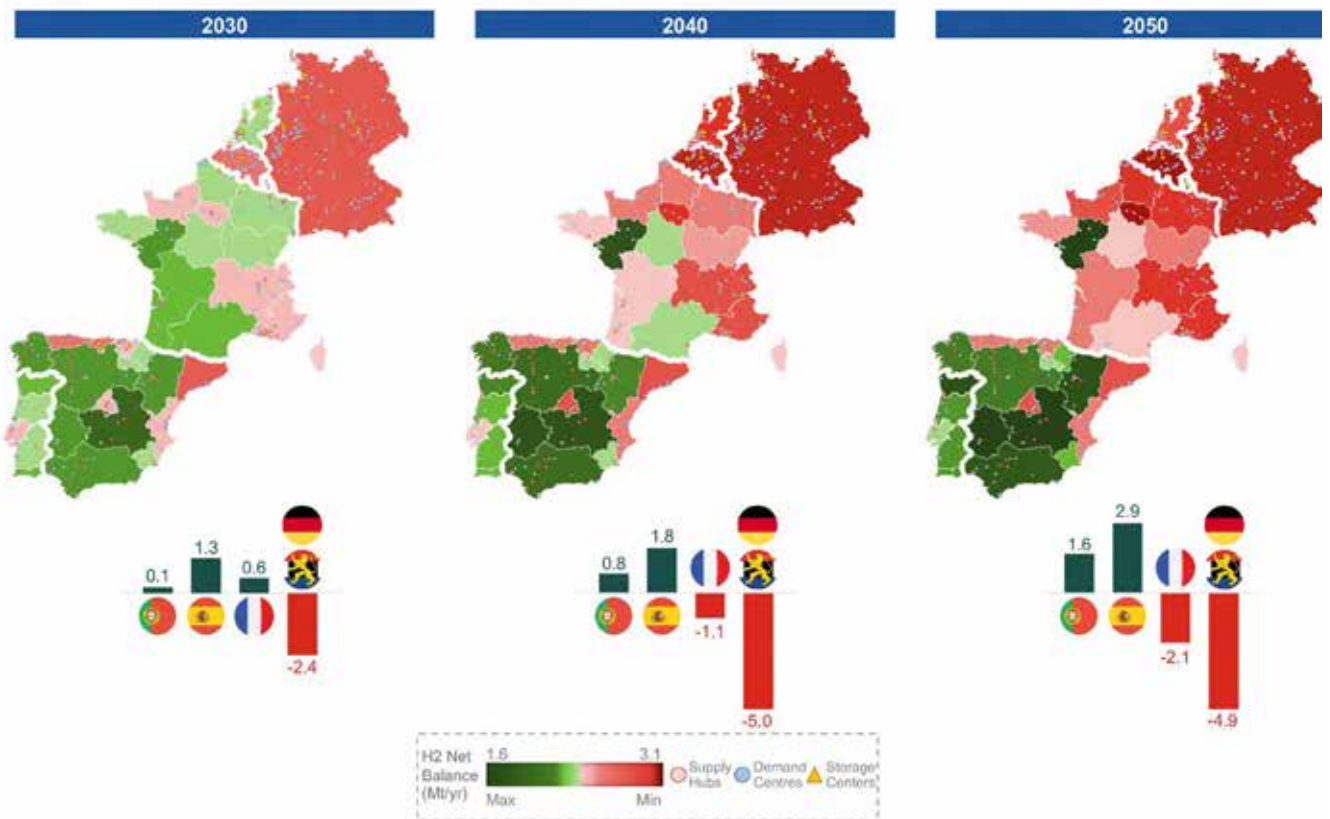 2030
2040
2050
0.1
1.3
0.6
-2.4
0.8
1.8
-1.1
-5.0
1.6
2.9
-2.1
-4.9
H2 Net
Balance
(Mt/yr)
1.6
3.1
Max
Min
Supply
Hubs
Demand
Centres
Storage
Centers